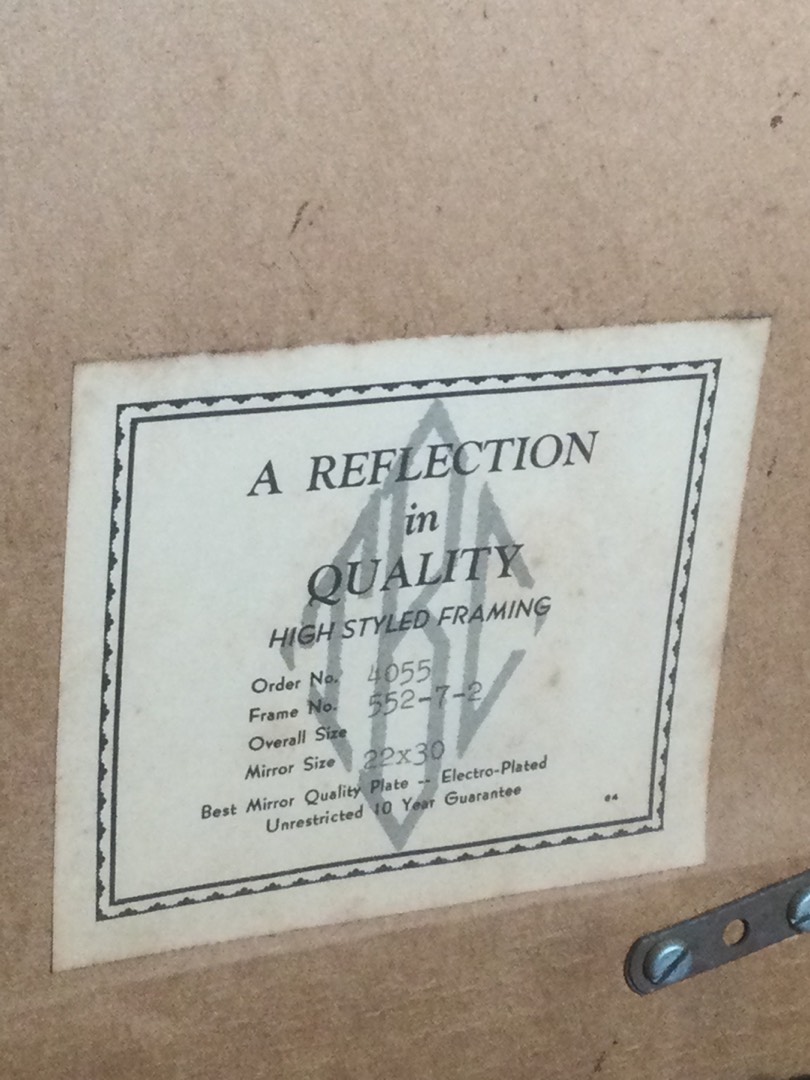 A REFLECTION
in
QUALITY
HIGH STYLED FRAMING
Order No. 4055
Frame No. 552-7-2
Overall Size
Mirror Size 22x30
Best Mirror Quality Plate -- Electro-Plated
Unrestricted 10 Year Guarantee